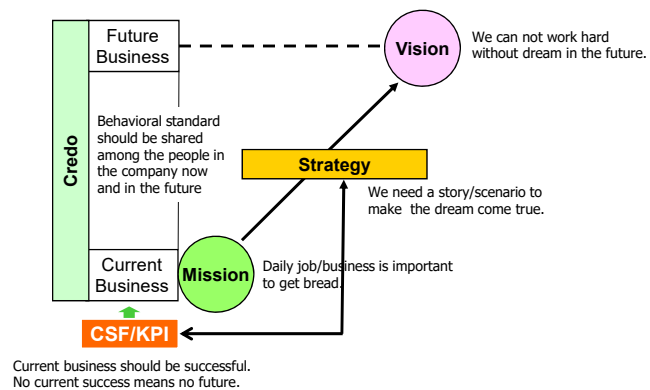 Future
Business
Vision
We can not work hard
without dream in the future.
Credo
Behavioral standard
should be shared
among the people in
the company now
and in the future
Strategy
We need a story/scenario to
make the dream come true.
Current
Business
Mission
Daily job/business is important
to get bread.
CSF/KPI
Current business should be successful.
No current success means no future.